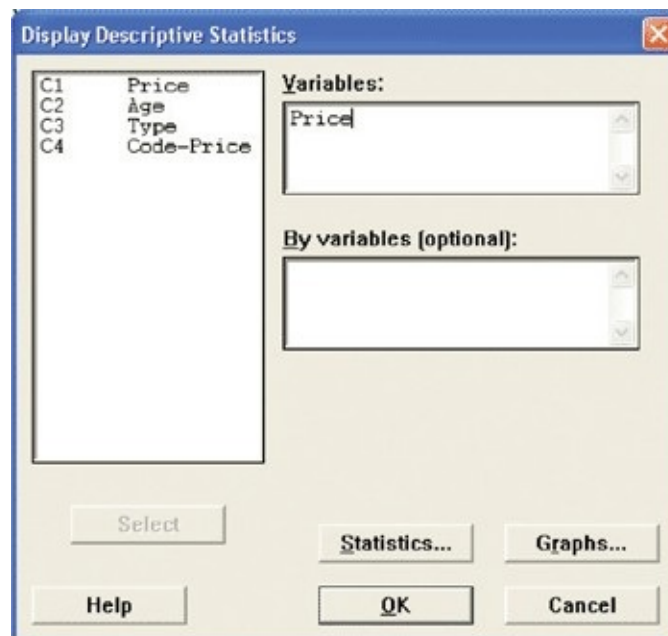 Display Descriptive Statistics
C1 Price
C2 Age
C3 Type
C4 Code-Price
Variables:
Price
By variables (optional):
Select
Statistics...
Graphs...
Help
OK
Cancel